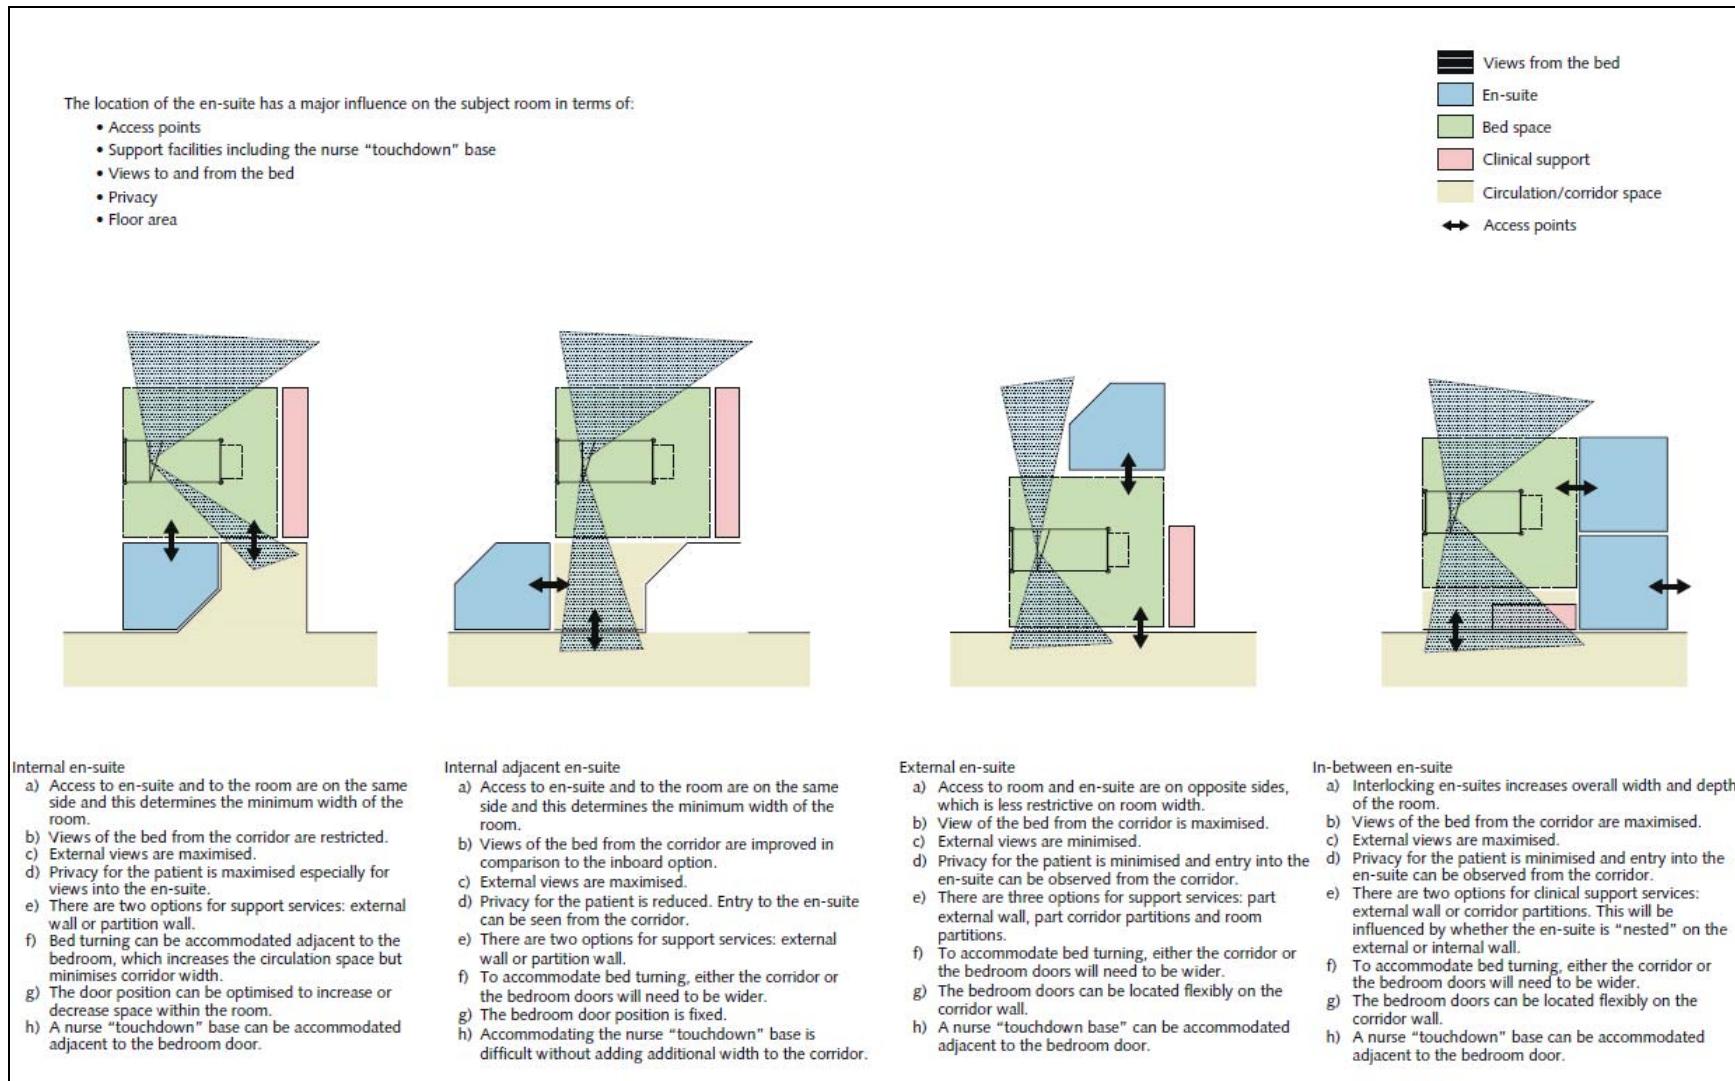 The location of the en-suite has a major influence on the subject room in terms of:
• Access points
• Support facilities including the nurse “touchdown” base
• Views to and from the bed
• Privacy
• Floor area
Views from the bed
En-suite
Bed space
Clinical support
Circulation/corridor space
Access points
Internal en-suite
a) Access to en-suite and to the room are on the same
side and this determines the minimum width of the
room.
b) Views of the bed from the corridor are restricted.
c) External views are maximised.
d) Privacy for the patient is maximised especially for
views into the en-suite.
e) There are two options for support services: external
wall or partition wall.
f) Bed turning can be accommodated adjacent to the
bedroom, which increases the circulation space but
minimises corridor width.
g) The door position can be optimised to increase or
decrease space within the room.
h) A nurse “touchdown” base can be accommodated
adjacent to the bedroom door.
Internal adjacent en-suite
a) Access to en-suite and to the room are on the same
side and this determines the minimum width of the
room.
b) Views of the bed from the corridor are improved in
comparison to the inboard option.
c) External views are maximised.
d) Privacy for the patient is reduced. Entry to the en-suite
can be seen from the corridor.
e) There are two options for support services: external
wall or partition wall.
f) To accommodate bed turning, either the corridor or
the bedroom doors will need to be wider.
g) The bedroom door position is fixed.
h) Accommodating the nurse “touchdown” base is
difficult without adding additional width to the corridor.
External en-suite
a) Access to room and en-suite are on opposite sides,
which is less restrictive on room width.
b) View of the bed from the corridor is maximised.
c) External views are minimised.
d) Privacy for the patient is minimised and entry into the
en-suite can be observed from the corridor.
e) There are three options for support services: part
external wall, part corridor partitions and room
partitions.
f) To accommodate bed turning, either the corridor or
the bedroom doors will need to be wider.
g) The bedroom doors can be located flexibly on the
corridor wall.
h) A nurse “touchdown base” can be accommodated
adjacent to the bedroom door.
In-between en-suite
a) Interlocking en-suites increases overall width and depth
of the room.
b) Views of the bed from the corridor are maximised.
c) External views are maximised.
d) Privacy for the patient is minimised and entry into the
en-suite can be observed from the corridor.
e) There are two options for clinical support services:
external wall or corridor partitions. This will be
influenced by whether the en-suite is “nested” on the
external or internal wall.
f) To accommodate bed turning, either the corridor or
the bedroom doors will need to be wider.
g) The bedroom doors can be located flexibly on the
corridor wall.
h) A nurse “touchdown” base can be accommodated
adjacent to the bedroom door.